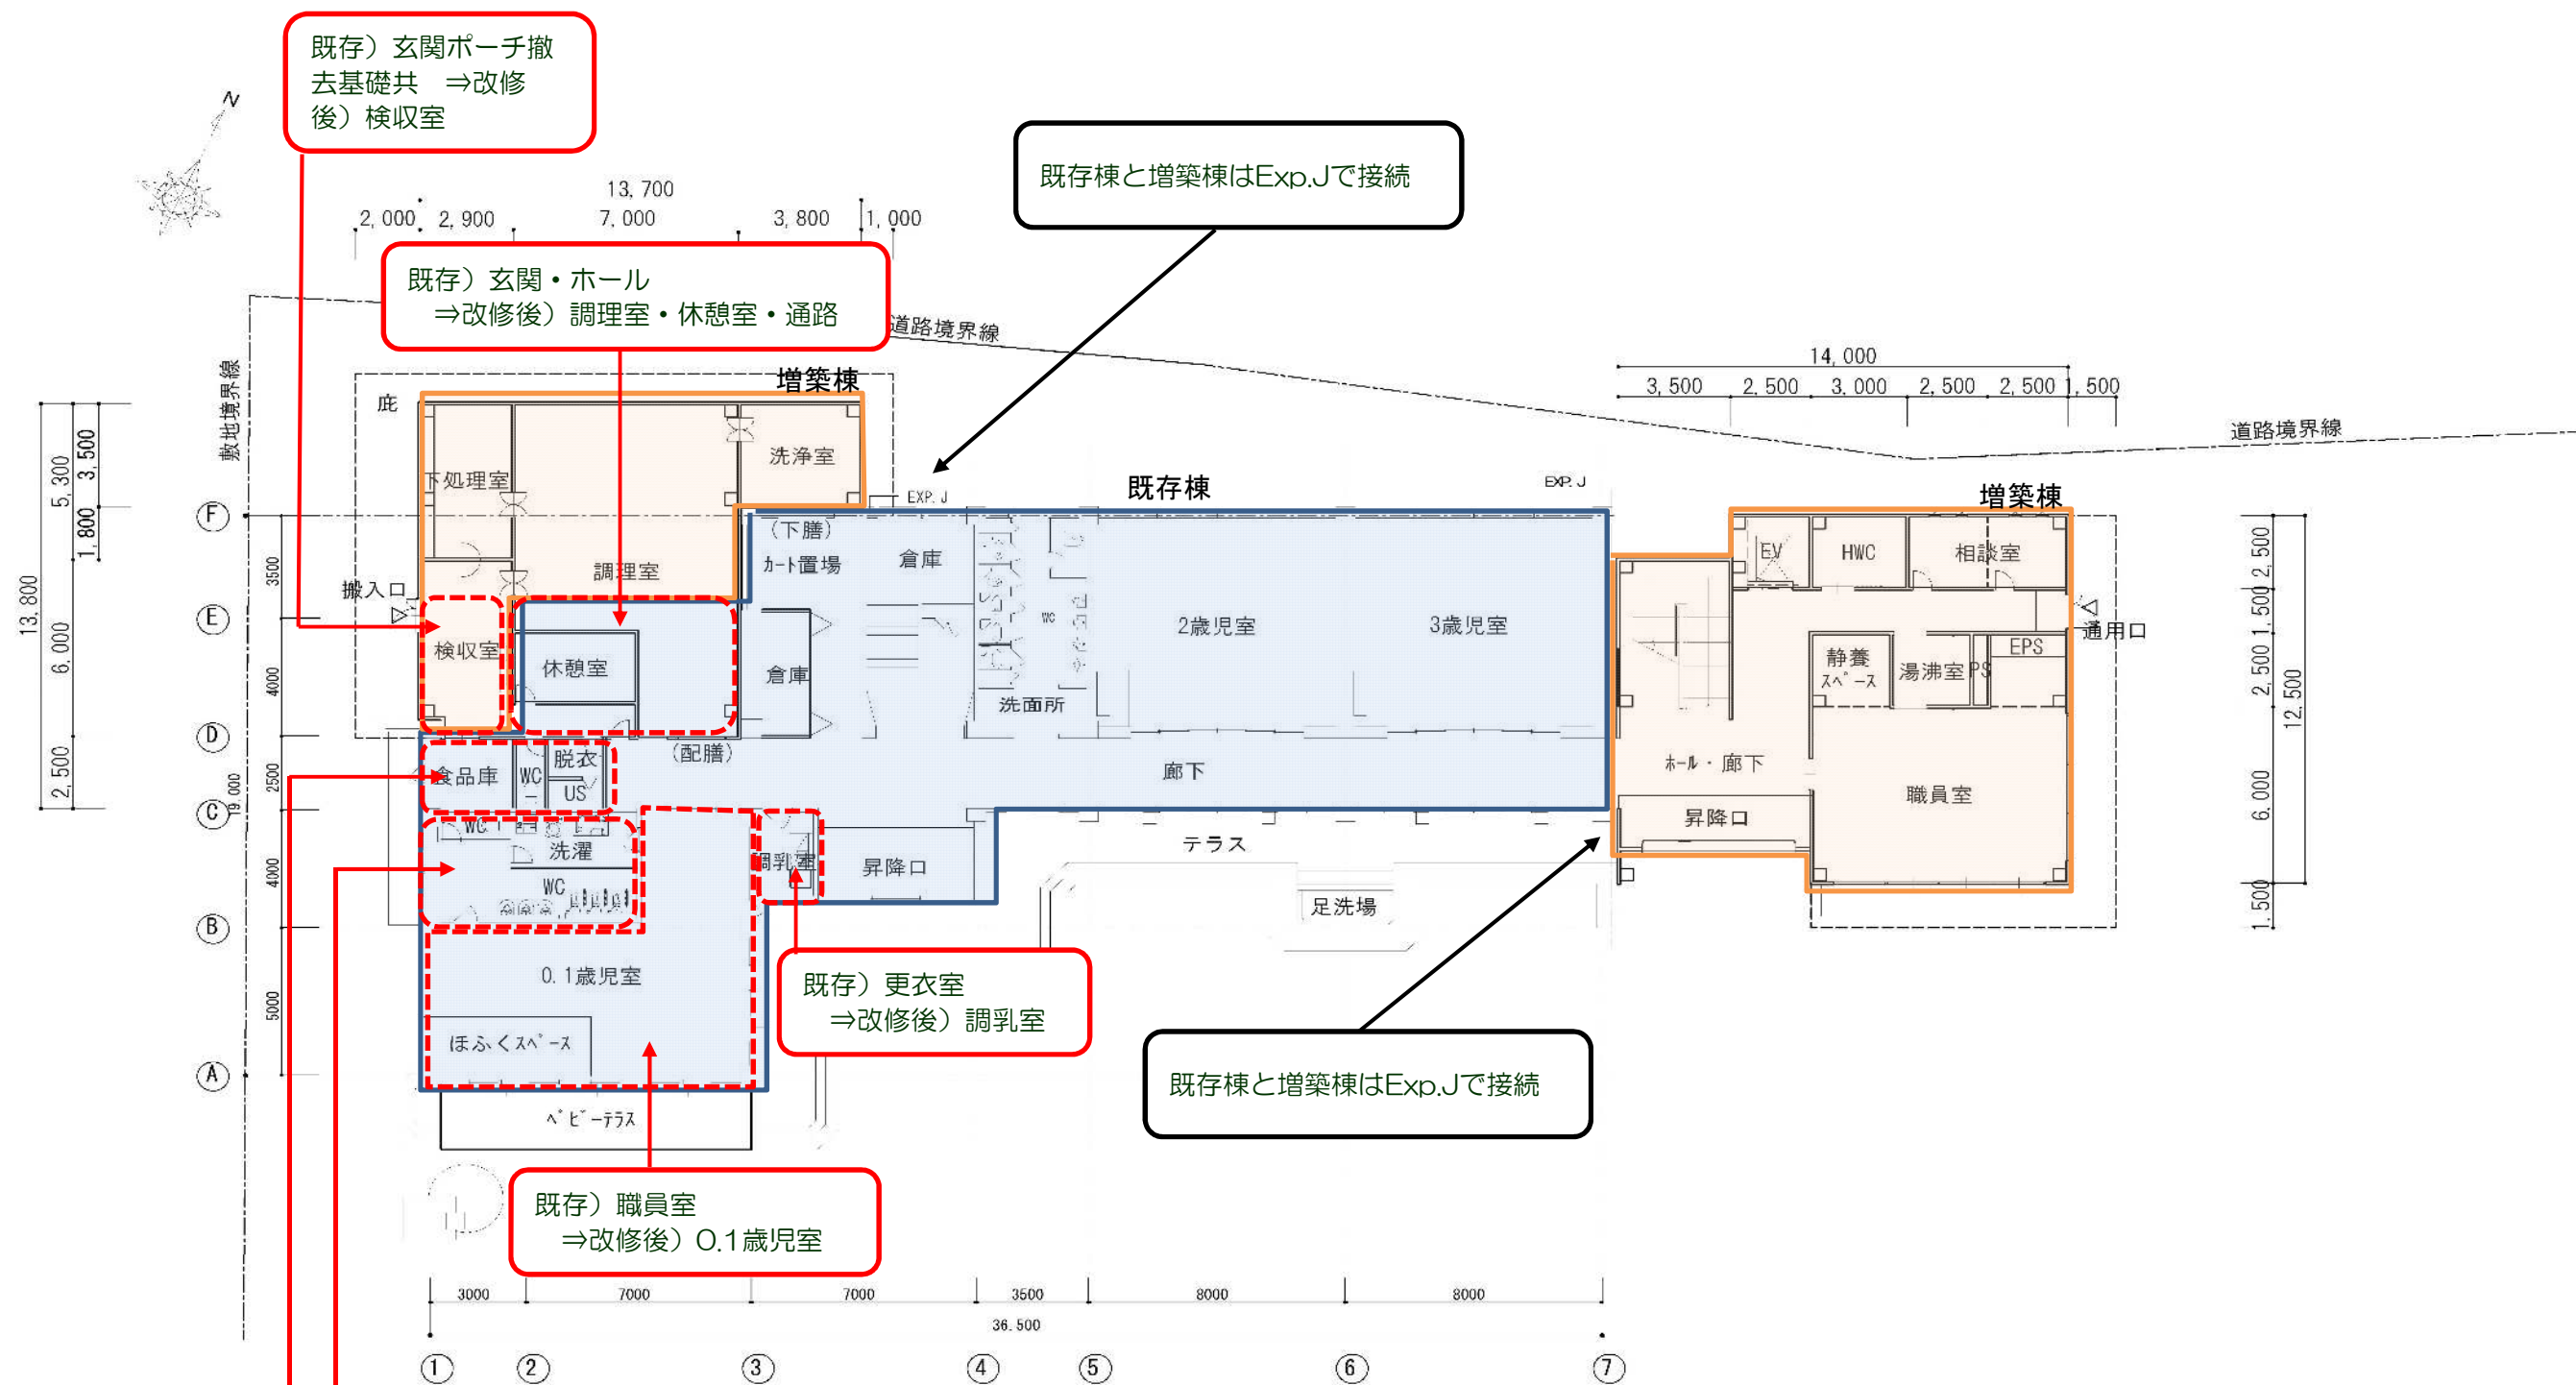 既存）玄関ポーチ撤
去基礎共　⇒改修
後）検収室
N
既存棟と増築棟はExp.Jで接続
13,700
2,000
2,900
7,000
3,800
1,000
既存）玄関・ホール
⇒改修後）調理室・休憩室・通路
道路境界線
14,000
3,500
2,500
3,000
2,500
2,500
1,500
道路境界線
敷地境界線
庇
増築棟
下処理室
洗浄室
調理室
搬入口
検収室
休憩室
EXP.J
既存棟
EXP.J
増築棟
（下膳）
カート置場
倉庫
倉庫
WC
洗面所
2歳児室
3歳児室
EV
HWC
相談室
通用口
静養
スペース
湯沸室
PS
EPS
ホール・廊下
職員室
昇降口
13,800
5,300
3,500
1,800
6,000
2,500
F
E
D
C
B
A
3500
4000
2500
4000
5000
19,000
食品庫
WC
脱衣
US
（配膳）
廊下
WC
洗濯
WC
調乳室
昇降口
テラス
足洗場
0.1歳児室
ほふくスペース
ベビーテラス
2,500
1,500
2,500
6,000
1,500
12,500
既存）更衣室
⇒改修後）調乳室
既存棟と増築棟はExp.Jで接続
既存）職員室
⇒改修後）0.1歳児室
3000
7000
7000
3500
8000
8000
36.500
1
2
3
4
5
6
7